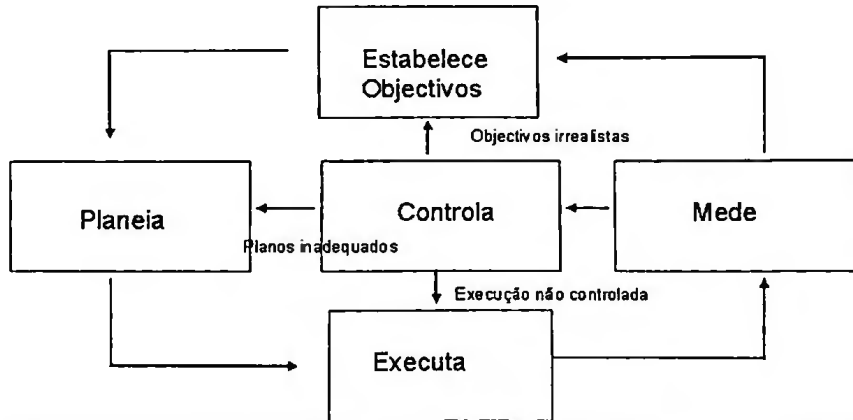 Estabelece
Objectivos
Objectivos irrealistas
Planeia
Controla
Mede
Planos inadequados
Execução não controlada
Executa